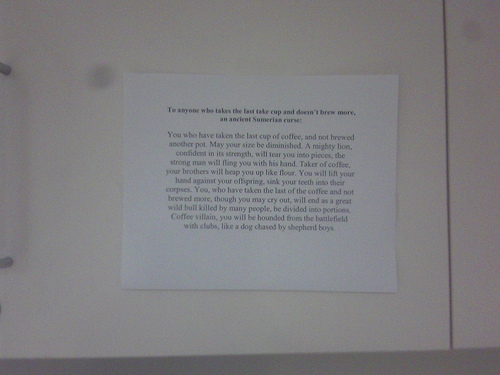 To anyone who takes the last take cup and doesn't brew more,
an ancient Sumerian curse:
You who have taken the last cup of coffee, and not brewed
another pot. May your size be diminished. A mighty lion,
confident in its strength, will tear you into pieces, the
strong man will fling you with his hand. Taker of coffee,
your brothers will heap you up like flour. You will lift your
hand against your offspring, sink your teeth into their
corpses. You, who have taken the last of the coffee and not
brewed more, though you may cry out, will end as a great
wild bull killed by many people, be divided into portions.
Coffee villain, you will be hounded from the battlefield
with clubs, like a dog chased by shepherd boys.